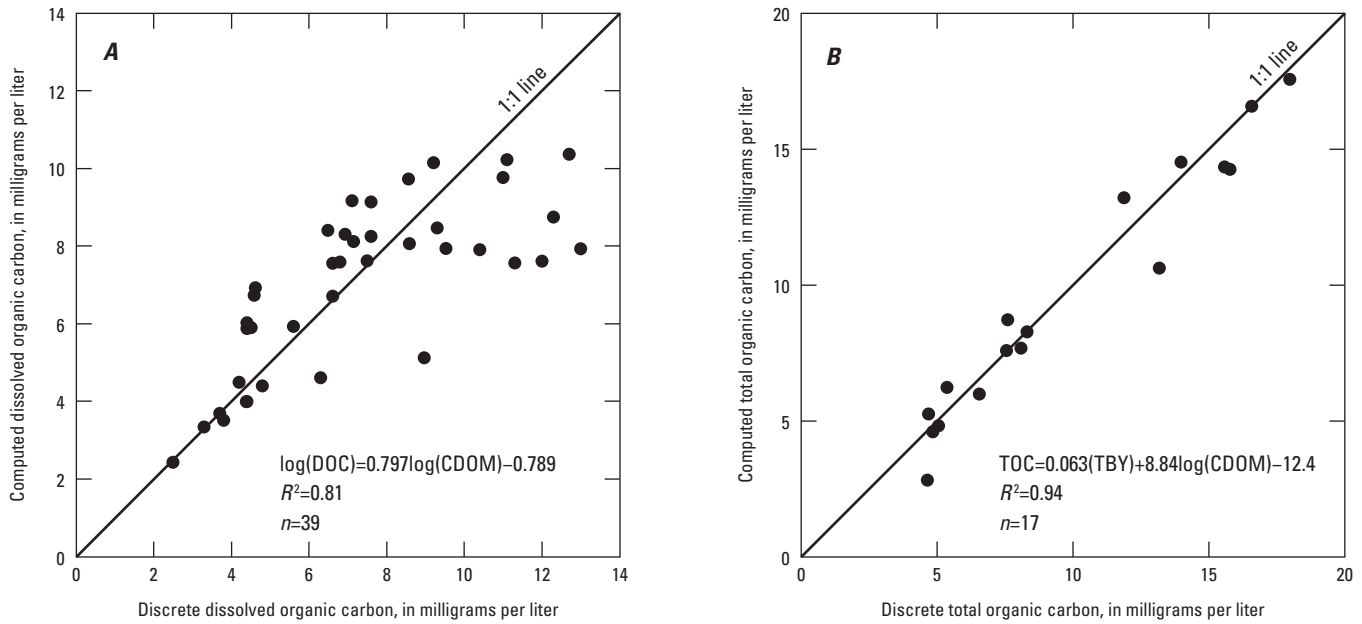 A
14
12
10
8
6
4
2
0
0 2 4 6 8 10 12 14
Computed dissolved organic carbon, in milligrams per liter
Discrete dissolved organic carbon, in milligrams per liter
1:1 line
log(DOC)=0.797log(CDOM)−0.789
R²=0.81
n=39
B
20
15
10
5
0
0 5 10 15 20
Computed total organic carbon, in milligrams per liter
Discrete total organic carbon, in milligrams per liter
1:1 line
TOC=0.063(TBY)+8.84log(CDOM)−12.4
R²=0.94
n=17